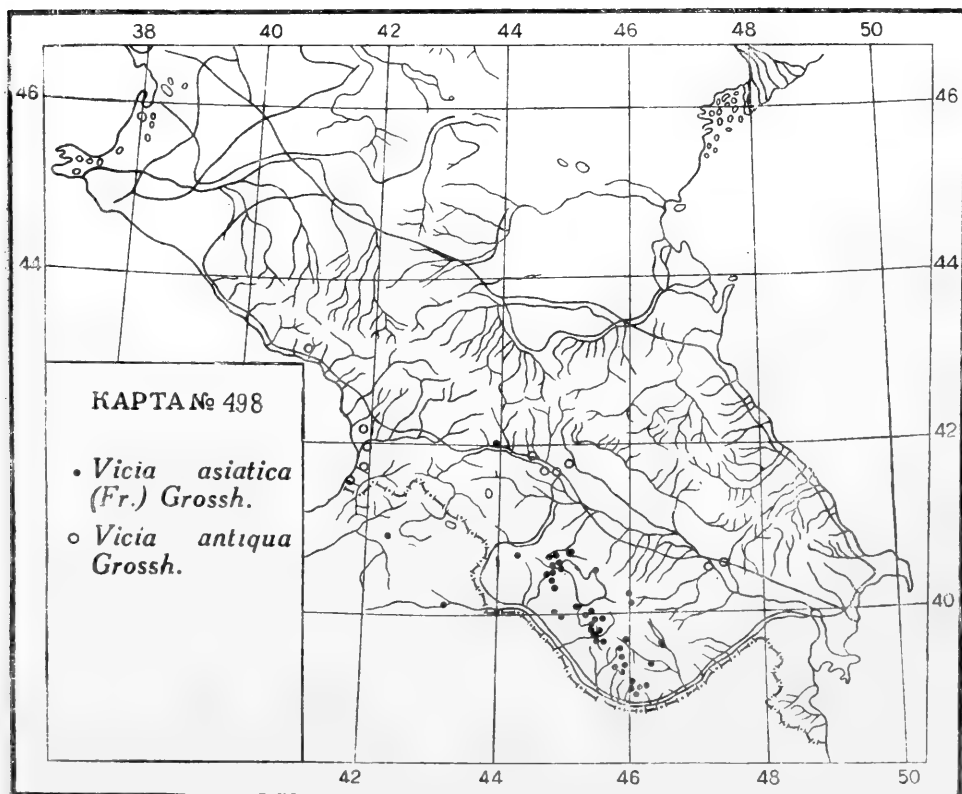 38 40 42 44 46 48 50
46 46
44 44
КАРТА № 498
42
• Vicia asiatica
(Fr.) Grossh.
○ Vicia antiqua
Grossh.
40
42 44 46 48 50